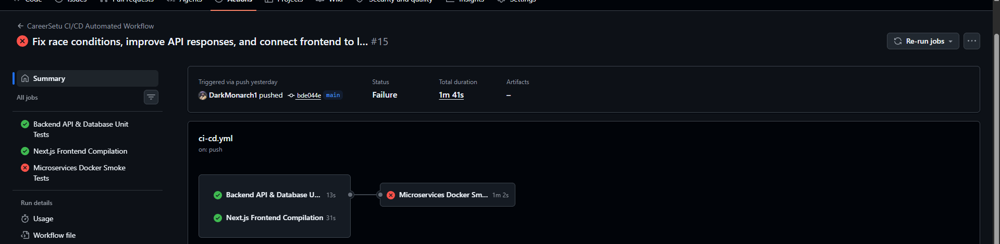 Code Issues Pull requests Agents Actions Projects Wiki Security and quality Insights Settings
CareerSetu CI/CD Automated Workflow
Fix race conditions, improve API responses, and connect frontend to l... #15
Re-run jobs
Summary
All jobs
Backend API & Database Unit
Tests
Next.js Frontend Compilation
Microservices Docker Smoke
Tests
Run details
Usage
Workflow file
Triggered via push yesterday
DarkMonarch1 pushed bde044e main
Status
Failure
Total duration
1m 41s
Artifacts
–
ci-cd.yml
on: push
Backend API & Database U... 13s
Next.js Frontend Compilation 31s
Microservices Docker Sm... 1m 2s